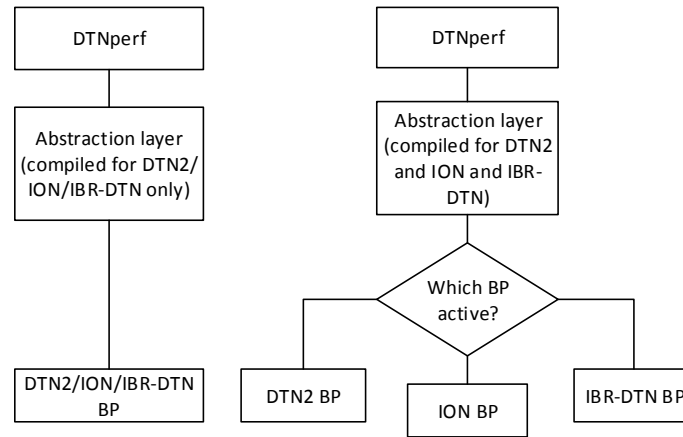 DTNperf
Abstraction layer
(compiled for DTN2/
ION/IBR-DTN only)
DTN2/ION/IBR-DTN
BP
DTNperf
Abstraction layer
(compiled for DTN2
and ION and IBR-
DTN)
Which BP
active?
DTN2 BP
ION BP
IBR-DTN BP